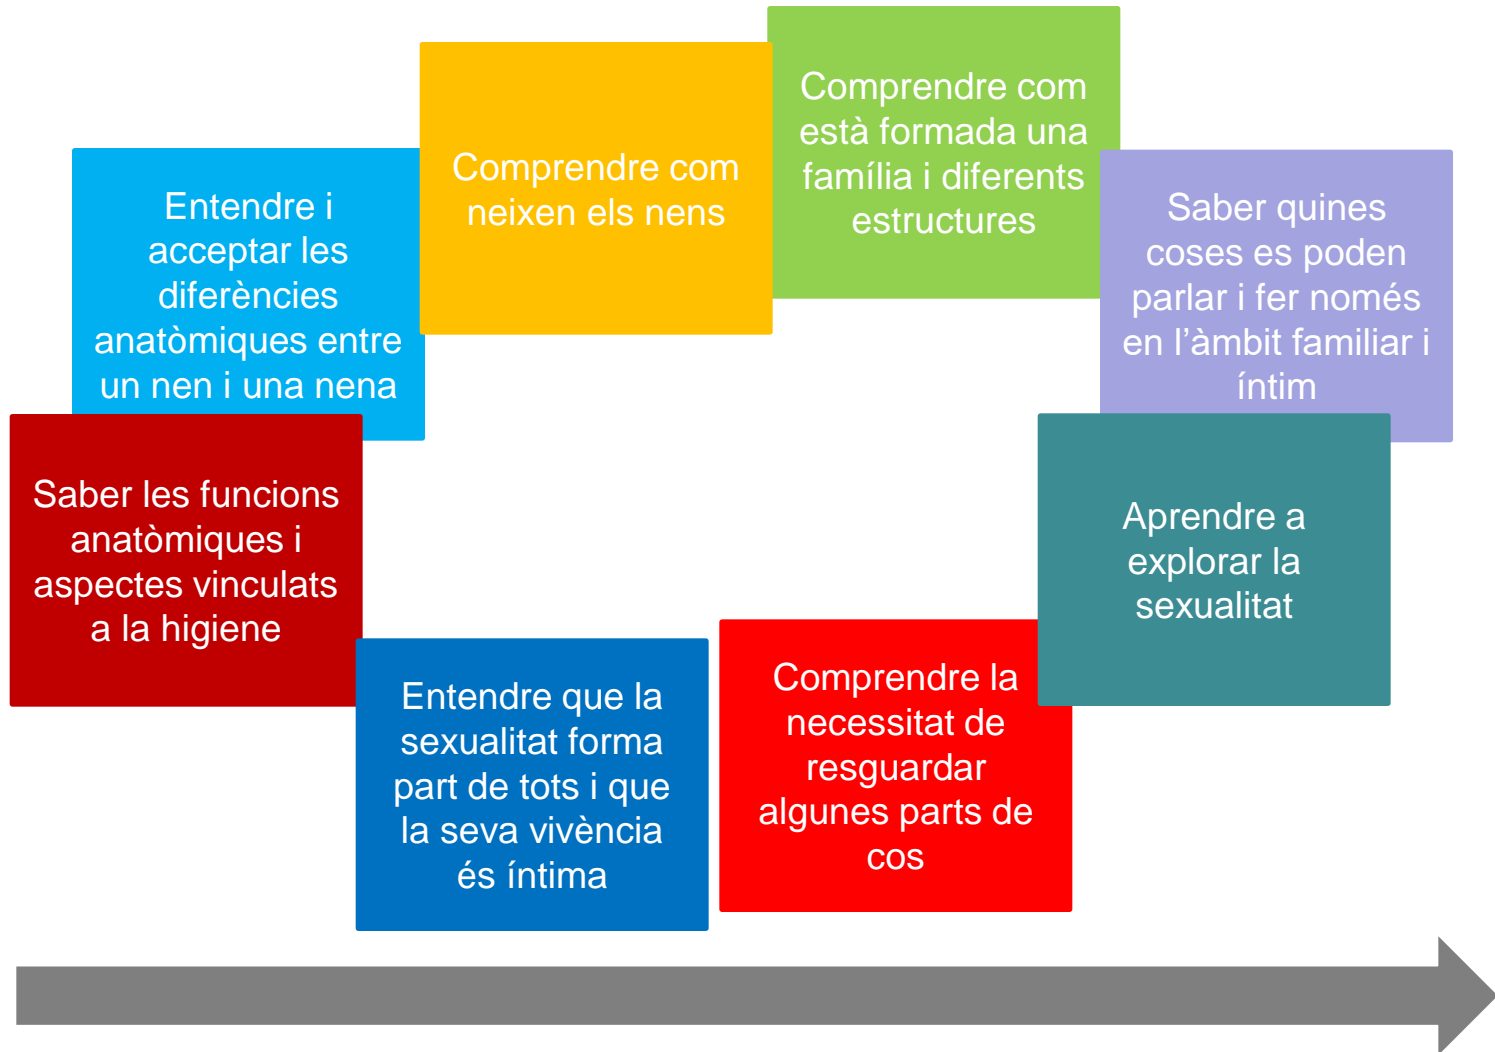 Comprendre com
està formada una
família i diferents
estructures
Comprendre com
neixen els nens
Entendre i
acceptar les
diferències
anatòmiques entre
un nen i una nena
Saber quines
coses es poden
parlar i fer només
en l’àmbit familiar i
íntim
Saber les funcions
anatòmiques i
aspectes vinculats
a la higiene
Aprendre a
explorar la
sexualitat
Entendre que la
sexualitat forma
part de tots i que
la seva vivència
és íntima
Comprendre la
necessitat de
resguardar
algunes parts de
cos